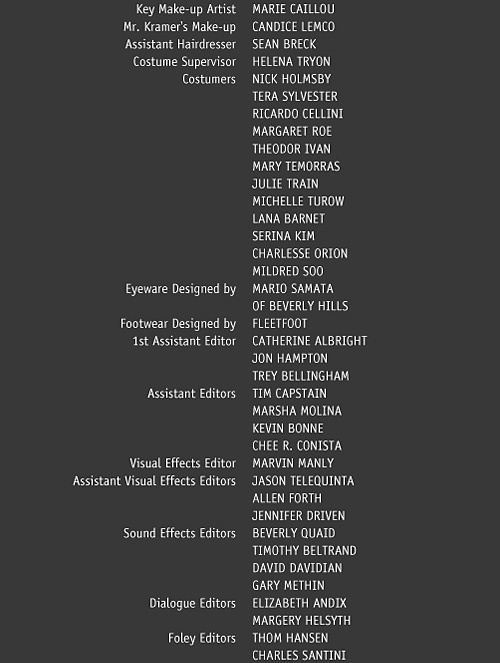 Key Make-up Artist MARIE CAILLOU
Mr. Kramer's Make-up CANDICE LEMCO
Assistant Hairdresser SEAN BRECK
Costume Supervisor HELENA TRYON
Costumers NICK HOLMSBY
TERA SYLVESTER
RICARDO CELLINI
MARGARET ROE
THEODOR IVAN
MARY TEMORRAS
JULIE TRAIN
MICHELLE TUROW
LANA BARNET
SERINA KIM
CHARLESSE ORION
MILDRED SOO
Eyeware Designed by MARIO SAMATA
OF BEVERLY HILLS
Footwear Designed by FLEETFOOT
1st Assistant Editor CATHERINE ALBRIGHT
JON HAMPTON
TREY BELLINGHAM
Assistant Editors TIM CAPSTAIN
MARSHA MOLINA
KEVIN BONNE
CHEE R. CONISTA
Visual Effects Editor MARVIN MANLY
Assistant Visual Effects Editors JASON TELEQUINTA
ALLEN FORTH
JENNIFER DRIVEN
Sound Effects Editors BEVERLY QUAID
TIMOTHY BELTRAND
DAVID DAVIDIAN
GARY METHIN
Dialogue Editors ELIZABETH ANDIX
MARGERY HELSYTH
Foley Editors THOM HANSEN
CHARLES SANTINI